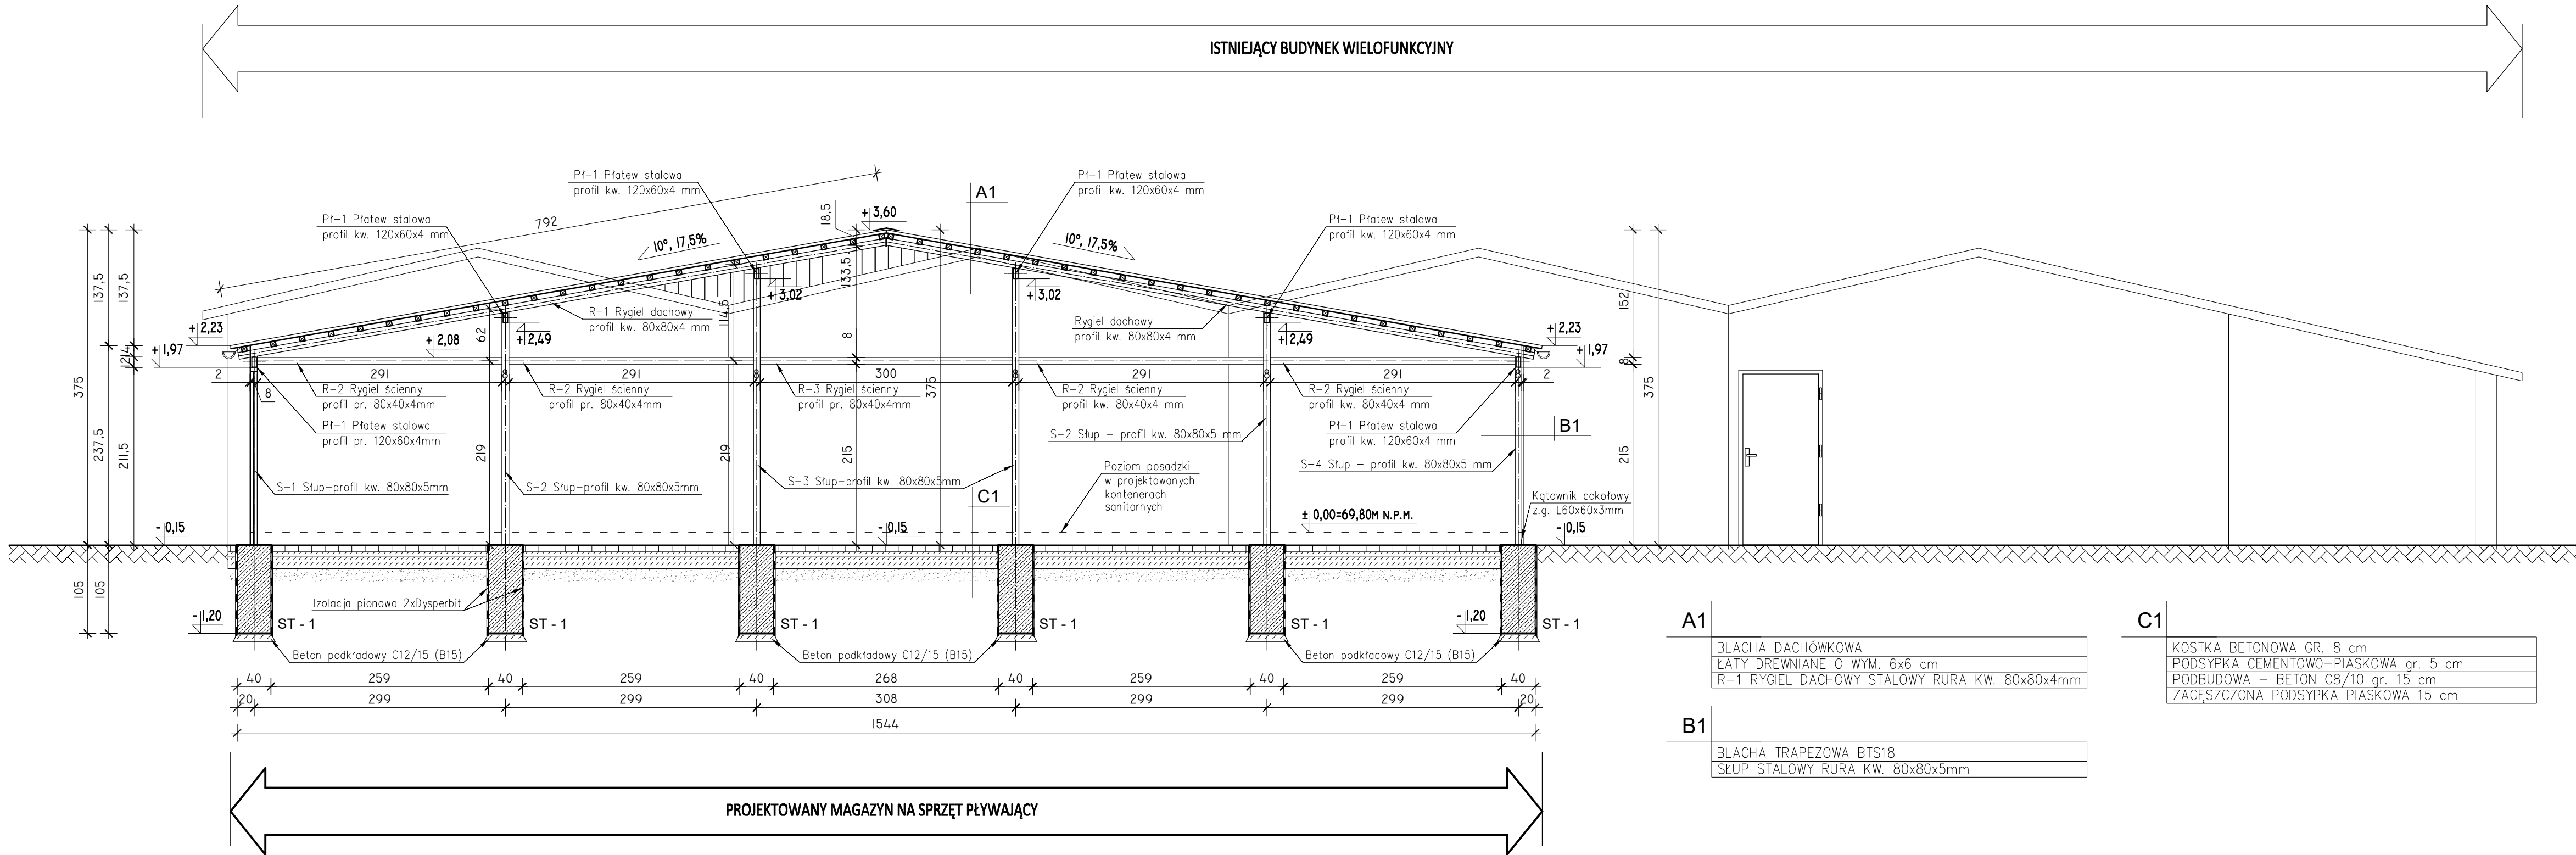 ISTNIEJĄCY BUDYNEK WIELOFUNKCYJNY
Pł-1 Płatew stalowa
profil kw. 120x60x4 mm
Pł-1 Płatew stalowa
profil kw. 120x60x4 mm
A1
Pł-1 Płatew stalowa
profil kw. 120x60x4 mm
Pł-1 Płatew stalowa
profil kw. 120x60x4 mm
792
18,5
+3,60
10°, 17,5%
10°, 17,5%
137,5
137,5
133,5
+3,02
+3,02
152
114,5
R-1 Rygiel dachowy
profil kw. 80x80x4 mm
Rygiel dachowy
profil kw. 80x80x4 mm
+2,23
+2,08
62
+2,49
8
+2,49
+2,23
+1,97
+1,97
12
14
8
2
291
8
291
8
300
8
291
8
291
8
2
8
375
375
375
R-2 Rygiel ścienny
profil pr. 80x40x4mm
R-2 Rygiel ścienny
profil pr. 80x40x4mm
R-3 Rygiel ścienny
profil pr. 80x40x4mm
R-2 Rygiel ścienny
profil kw. 80x40x4 mm
R-2 Rygiel ścienny
profil kw. 80x40x4 mm
Pł-1 Płatew stalowa
profil pr. 120x60x4mm
S-2 Słup - profil kw. 80x80x5 mm
Pł-1 Płatew stalowa
profil kw. 120x60x4 mm
B1
237,5
211,5
219
219
215
215
S-1 Słup-profil kw. 80x80x5mm
S-2 Słup-profil kw. 80x80x5mm
S-3 Słup-profil kw. 80x80x5mm
S-4 Słup - profil kw. 80x80x5 mm
Poziom posadzki
w projektowanych
kontenerach
sanitarnych
C1
Kątownik cokołowy
z.g. L60x60x3mm
±0,00=69,80M N.P.M.
-0,15
-0,15
-0,15
105
105
Izolacja pionowa 2xDysperbit
-1,20
-1,20
ST - 1
ST - 1
ST - 1
ST - 1
ST - 1
ST - 1
Beton podkładowy C12/15 (B15)
Beton podkładowy C12/15 (B15)
Beton podkładowy C12/15 (B15)
40
259
40
259
40
268
40
259
40
259
40
20
299
299
308
299
299
20
1544
PROJEKTOWANY MAGAZYN NA SPRZĘT PŁYWAJĄCY
A1
BLACHA DACHÓWKOWA
ŁATY DREWNIANE O WYM. 6x6 cm
R-1 RYGIEL DACHOWY STALOWY RURA KW. 80x80x4mm
B1
BLACHA TRAPEZOWA BTS18
SŁUP STALOWY RURA KW. 80x80x5mm
C1
KOSTKA BETONOWA GR. 8 cm
PODSYPKA CEMENTOWO-PIASKOWA gr. 5 cm
PODBUDOWA - BETON C8/10 gr. 15 cm
ZAGĘSZCZONA PODSYPKA PIASKOWA 15 cm